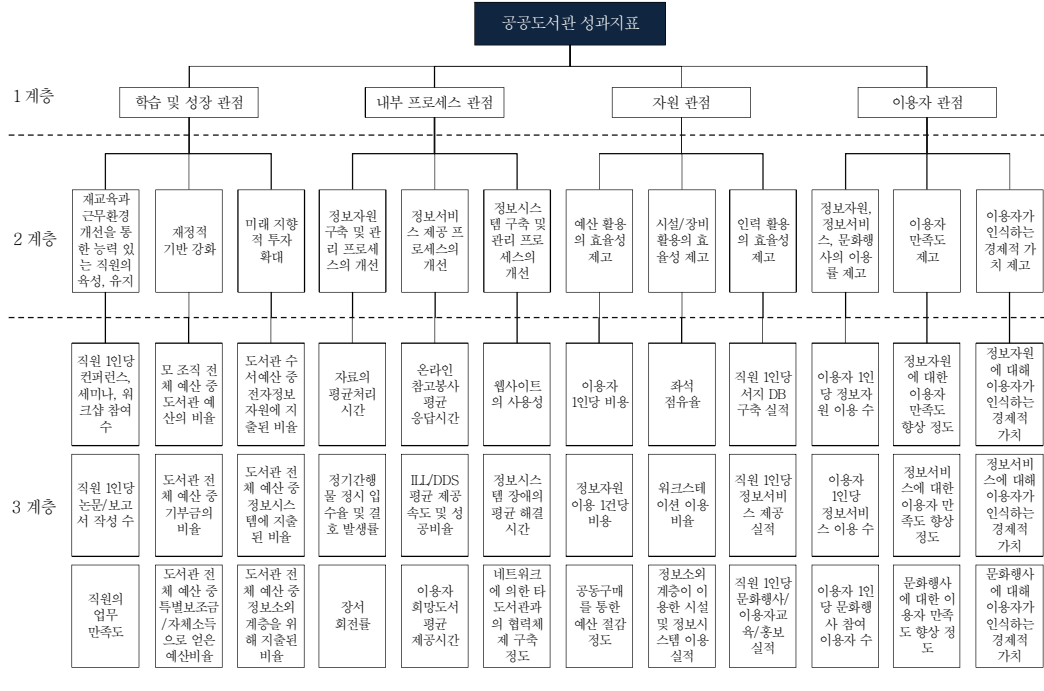 공공도서관 성과지표
1 계층
학습 및 성장 관점
내부 프로세스 관점
자원 관점
이용자 관점
2 계층
재교육과
근무환경
개선을 통
한 능력 있
는 직원의
육성, 유지
재정적
기반 강화
미래 지향
적 투자
확대
정보자원
구축 및 관
리 프로세
스의 개선
정보서비
스 제공 프
로세스의
개선
정보시스
템 구축 및
관리 프로
세스의
개선
예산 활용
의 효율성
제고
시설/장비
활용의 효
율성 제고
인력 활용
의 효율성
제고
정보자원,
정보서비
스, 문화행
사의 이용
률 제고
이용자
만족도
제고
이용자가
인식하는
경제적 가
치 제고
3 계층
직원 1인당
컨퍼런스,
세미나, 워
크샵 참여
수
모 조직 전
체 예산 중
도서관 예
산의 비율
도서관 수
서예산 중
전자정보
자원에 지
출된 비율
자료의
평균처리
시간
온라인
참고봉사
평균
응답시간
웹사이트
의 사용성
이용자
1인당 비용
좌석
점유율
직원 1인당
서지 DB
구축 실적
이용자 1인
당 정보자
원 이용 수
정보자원
에 대한
이용자
만족도
향상 정도
정보자원
에 대해
이용자가
인식하는
경제적
가치
직원 1인당
논문/보고
서 작성 수
도서관 전
체 예산 중
기부금의
비율
도서관 전
체 예산 중
정보시스
템에 지출
된 비율
정기간행
물 정시 입
수율 및 결
호 발생률
ILL/DDS
평균 제공
속도 및 성
공비율
정보시스
템 장애의
평균 해결
시간
정보자원
이용 1건당
비용
워크스테
이션 이용
비율
직원 1인당
정보서비
스 제공
실적
이용자
1인당
정보서비
스 이용 수
정보서비
스에 대한
이용자 만
족도 향상
정도
정보서비
스에 대해
이용자가
인식하는
경제적
가치
직원의
업무
만족도
도서관 전
체 예산 중
특별보조금
/자체소득
으로 얻은
예산비율
도서관 전
체 예산 중
정보소외
계층을 위
해 지출된
비율
장서
회전률
이용자
희망도서
평균
제공시간
네트워크
에 의한 타
도서관과
의 협력체
제 구축
정도
공동구매
를 통한
예산 절감
정도
정보소외
계층이 이
용한 시설
및 정보시
스템 이용
실적
직원 1인당
문화행사/
이용자교
육/홍보
실적
이용자 1인
당 문화행
사 참여
이용자 수
문화행사
에 대한 이
용자 만족
도 향상 정
도
문화행사
에 대해
이용자가
인식하는
경제적
가치